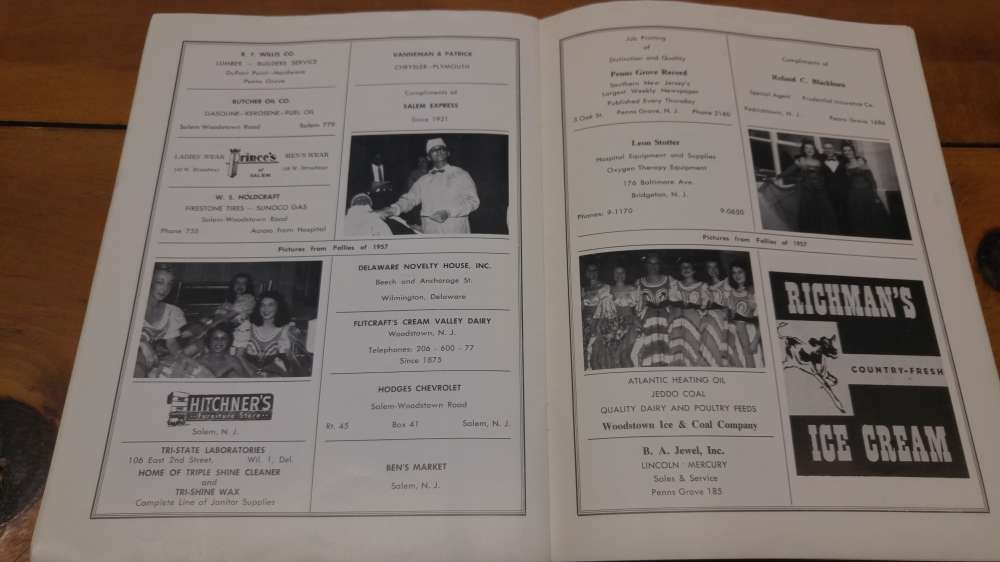 R. F. WILLIS CO.
LUMBER - BUILDERS SERVICE
DuPont Paint-Hardware
Penns Grove
BUTCHER OIL CO.
GASOLINE-KEROSENE-FUEL OIL
Salem-Woodstown Road Salem 779
LADIES WEAR Prince's MEN'S WEAR
of
SALEM
W. S. HOLDCRAFT
FIRESTONE TIRES - SUNOCO GAS
Salem-Woodstown Road
Phone 750 Across from Hospital
VANNEMAN & PATRICK
CHRYSLER-PLYMOUTH
Compliments of
SALEM EXPRESS
Since 1921
Pictures from Follies of 1957
DELAWARE NOVELTY HOUSE, INC.
Beech and Anchorage St.
Wilmington, Delaware
FLITCRAFT'S CREAM VALLEY DAIRY
Woodstown, N. J.
Telephones: 206 - 600 - 77
Since 1875
HITCHNER'S
Furniture Store
Salem, N. J.
TRI-STATE LABORATORIES
106 East 2nd Street, Wil. 1, Del.
HOME OF TRIPLE SHINE CLEANER
and
TRI-SHINE WAX
Complete Line of Janitor Supplies
HODGES CHEVROLET
Salem-Woodstown Road
Rt. 45 Box 41 Salem, N. J.
BEN'S MARKET
Salem, N. J.
Job Printing
of
Distinction and Quality
Penns Grove Record
Southern New Jersey's
Largest Weekly Newspaper
Published Every Thursday
5 Oak St. Penns Grove, N. J. Phone 2180
Leon Stotter
Hospital Equipment and Supplies
Oxygen Therapy Equipment
176 Baltimore Ave.
Bridgeton, N. J.
Phones: 9-1170 9-0620
Compliments of
Roland C. Blackburn
Special Agent Prudential Insurance Co.
Pedricktown, N. J.
Penns Grove 1686
Pictures from Follies of 1957
ATLANTIC HEATING OIL
JEDDO COAL
QUALITY DAIRY AND POULTRY FEEDS
Woodstown Ice & Coal Company
B. A. Jewel, Inc.
LINCOLN - MERCURY
Sales & Service
Penns Grove 185
RICHMAN'S
COUNTRY-FRESH
ICE CREAM